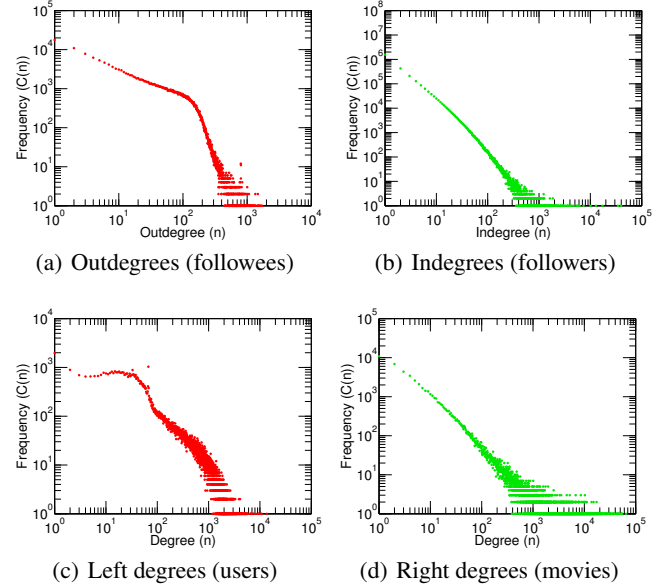 10^5
10^4
10^3
10^2
10^1
10^0
Frequency (C(n))
10^0 10^1 10^2 10^3 10^4
Outdegree (n)
(a) Outdegrees (followees)
10^8
10^7
10^6
10^5
10^4
10^3
10^2
10^1
10^0
Frequency (C(n))
10^0 10^1 10^2 10^3 10^4 10^5
Indegree (n)
(b) Indegrees (followers)
10^4
10^3
10^2
10^1
10^0
Frequency (C(n))
10^0 10^1 10^2 10^3 10^4 10^5
Degree (n)
(c) Left degrees (users)
10^5
10^4
10^3
10^2
10^1
10^0
Frequency (C(n))
10^0 10^1 10^2 10^3 10^4 10^5
Degree (n)
(d) Right degrees (movies)